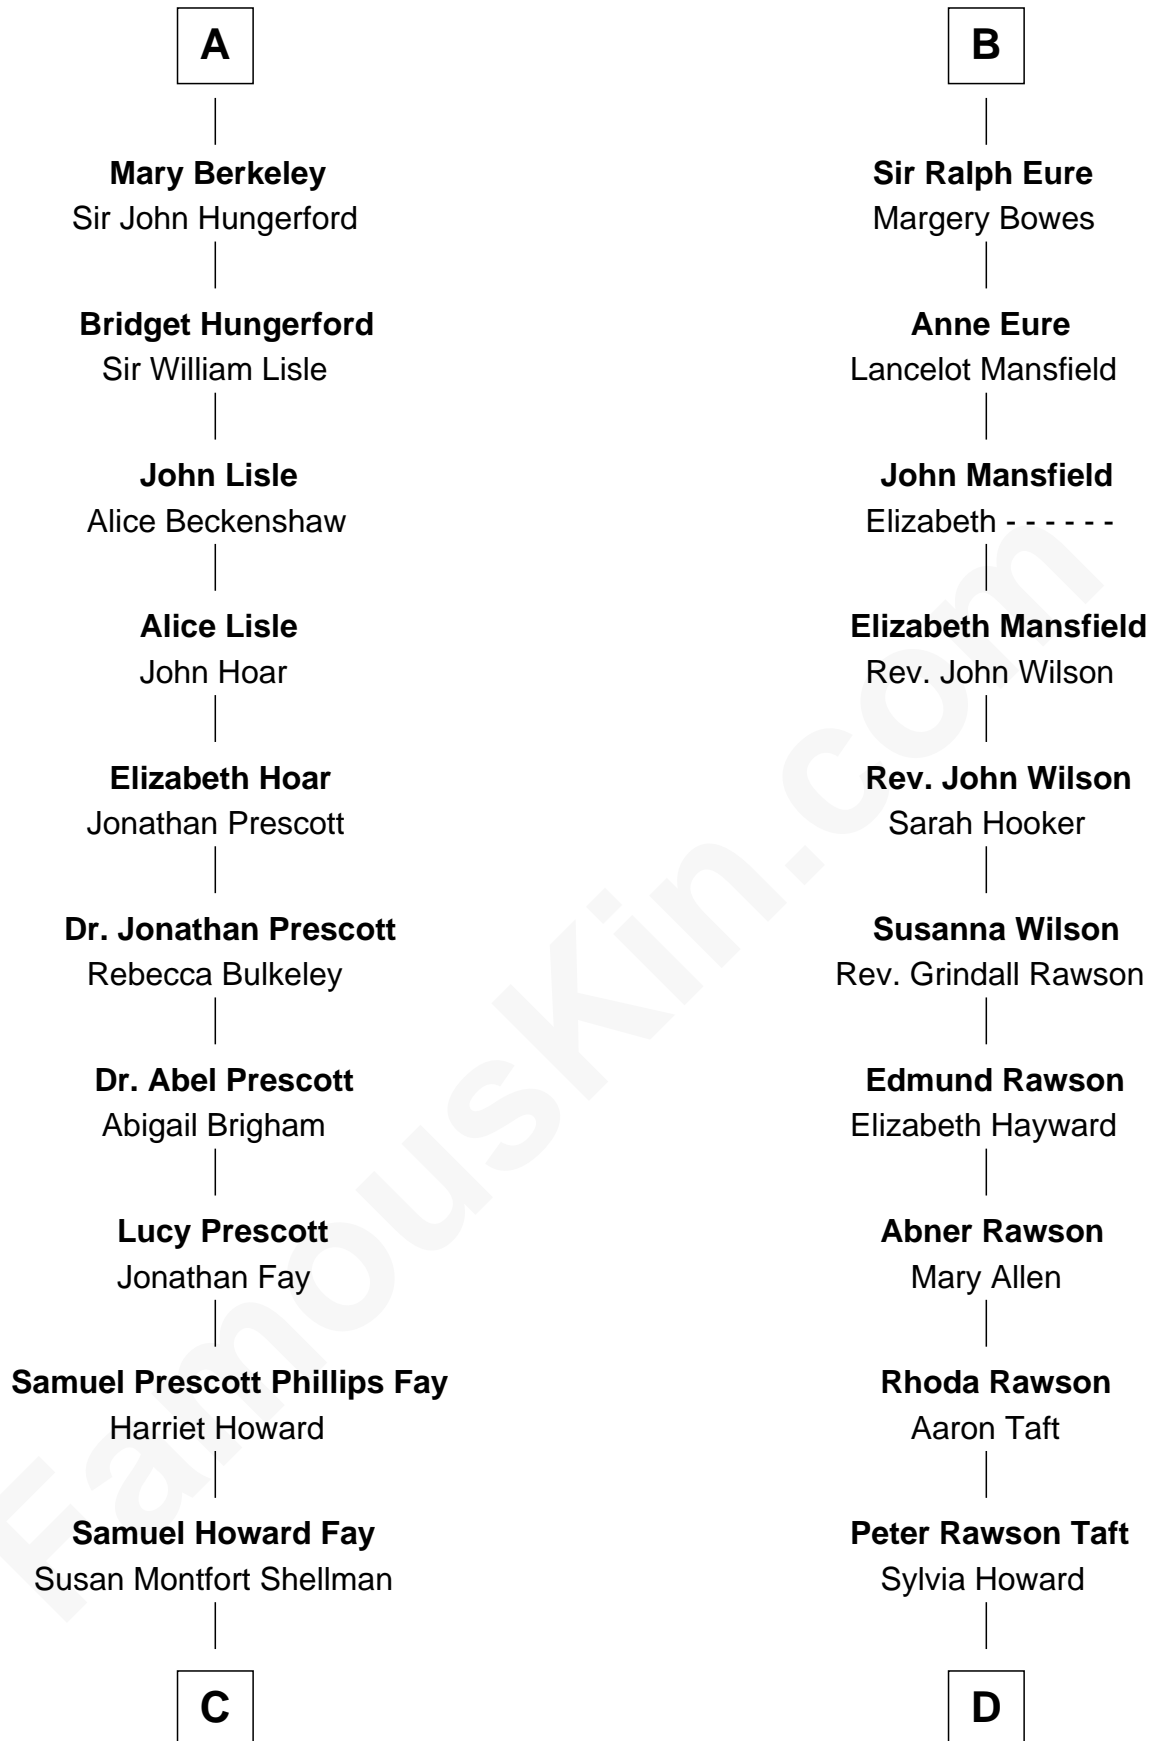 A
Mary Berkeley
Sir John Hungerford
Bridget Hungerford
Sir William Lisle
John Lisle
Alice Beckenshaw
Alice Lisle
John Hoar
Elizabeth Hoar
Jonathan Prescott
Dr. Jonathan Prescott
Rebecca Bulkeley
Dr. Abel Prescott
Abigail Brigham
Lucy Prescott
Jonathan Fay
Samuel Prescott Phillips Fay
Harriet Howard
Samuel Howard Fay
Susan Montfort Shellman
C
B
Sir Ralph Eure
Margery Bowes
Anne Eure
Lancelot Mansfield
John Mansfield
Elizabeth - - - - - -
Elizabeth Mansfield
Rev. John Wilson
Rev. John Wilson
Sarah Hooker
Susanna Wilson
Rev. Grindall Rawson
Edmund Rawson
Elizabeth Hayward
Abner Rawson
Mary Allen
Rhoda Rawson
Aaron Taft
Peter Rawson Taft
Sylvia Howard
D
FamousKin.com